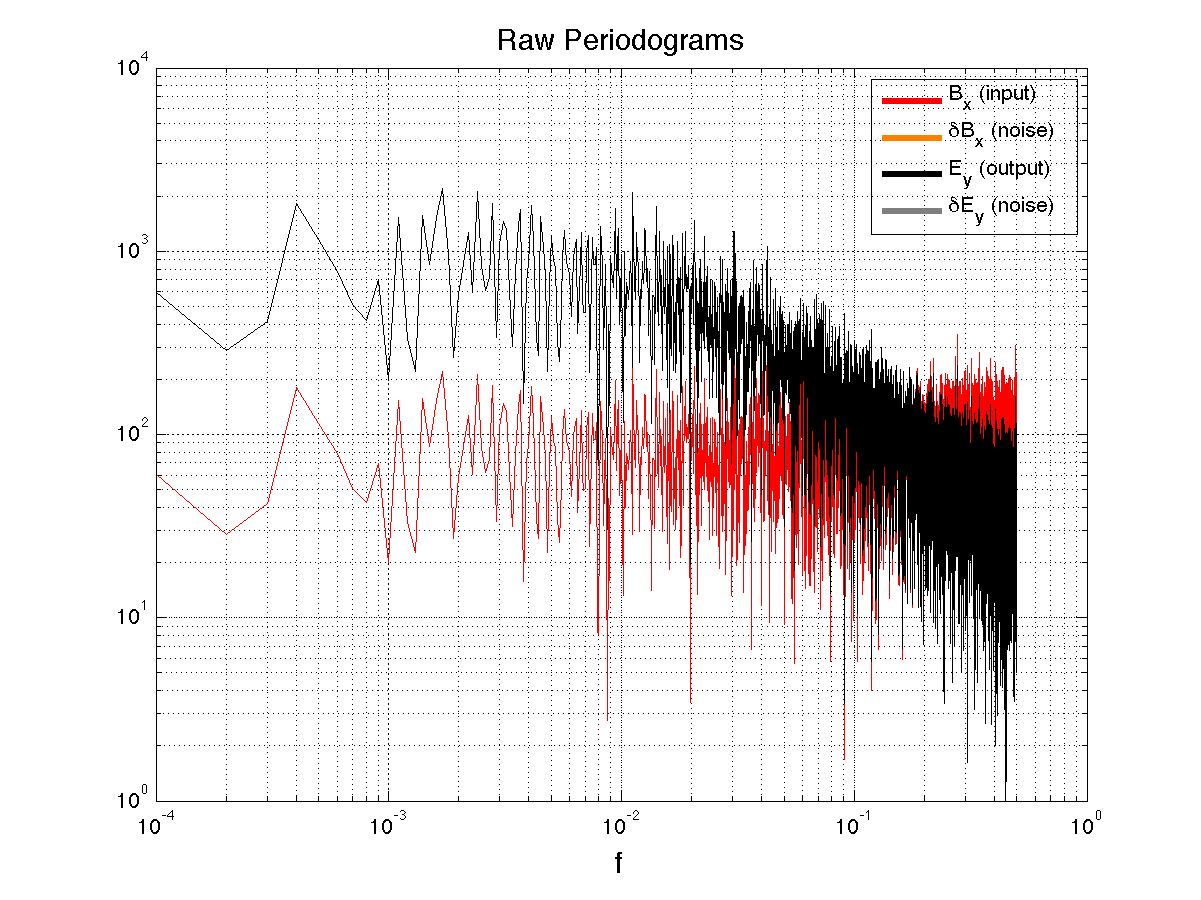 Raw Periodograms
10^4
10^3
10^2
10^1
10^0
B_x (input)
δB_x (noise)
E_y (output)
δE_y (noise)
10^-4 10^-3 10^-2 10^-1 10^0
f